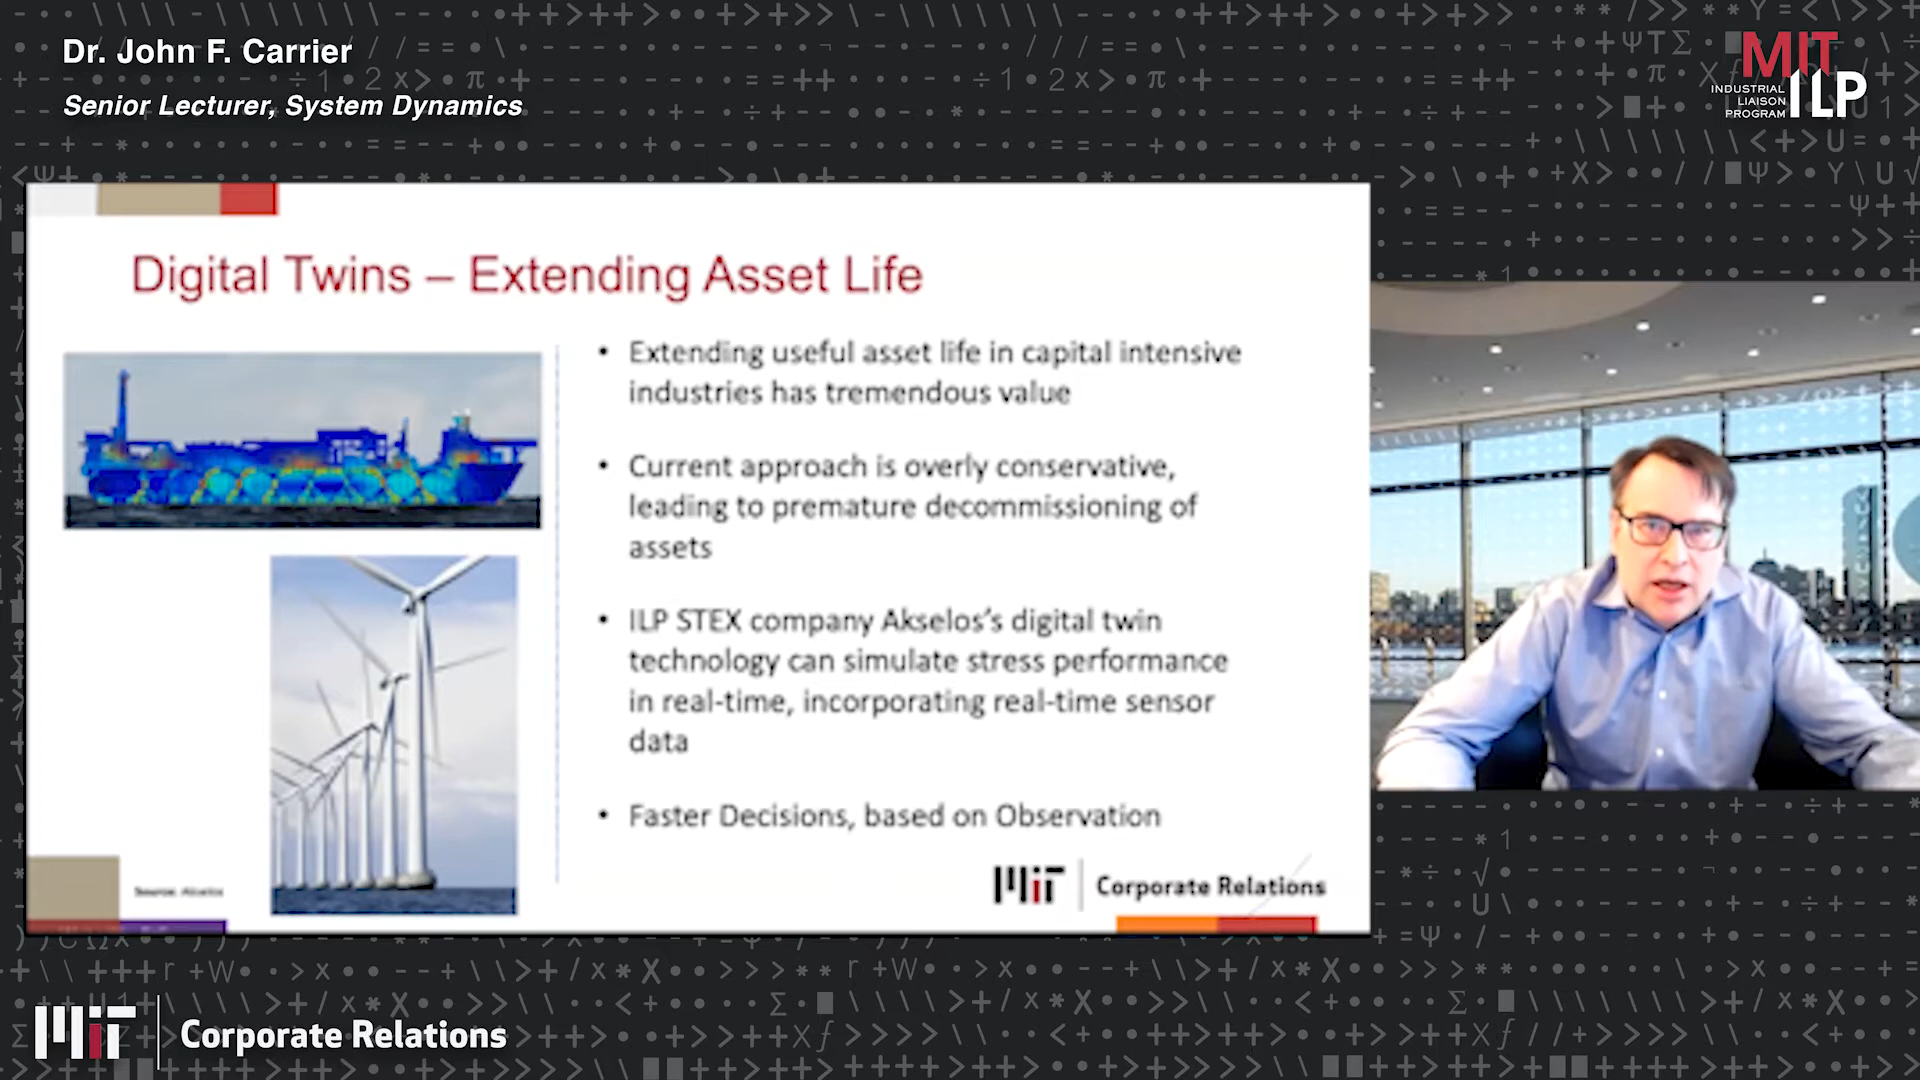 Dr. John F. Carrier
Senior Lecturer, System Dynamics
MIT
ILP
INDUSTRIAL
LIAISON
PROGRAM
Digital Twins – Extending Asset Life
• Extending useful asset life in capital intensive
industries has tremendous value
• Current approach is overly conservative,
leading to premature decommissioning of
assets
• ILP STEX company Akselos's digital twin
technology can simulate stress performance
in real-time, incorporating real-time sensor
data
• Faster Decisions, based on Observation
Source: Akselos
MIT Corporate Relations
MIT Corporate Relations